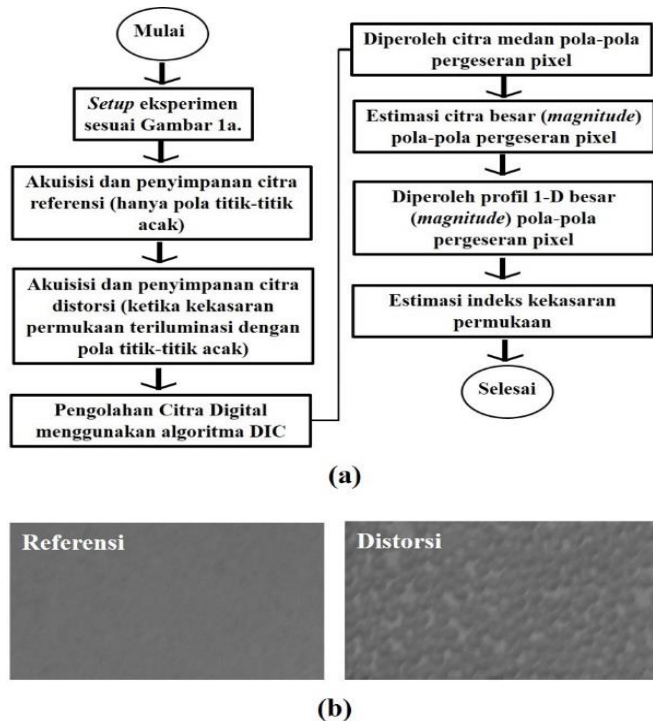 Mulai
Setup eksperimen
sesuai Gambar 1a.
Akuisisi dan penyimpanan citra
referensi (hanya pola titik-titik
acak)
Akuisisi dan penyimpanan citra
distorsi (ketika kekasaran
permukaan teriluminasi dengan
pola titik-titik acak)
Pengolahan Citra Digital
menggunakan algoritma DIC
Diperoleh citra medan pola-pola
pergeseran pixel
Estimasi citra besar (magnitude)
pola-pola pergeseran pixel
Diperoleh profil 1-D besar
(magnitude) pola-pola
pergeseran pixel
Estimasi indeks kekasaran
permukaan
Selesai
(a)
Referensi
Distorsi
(b)